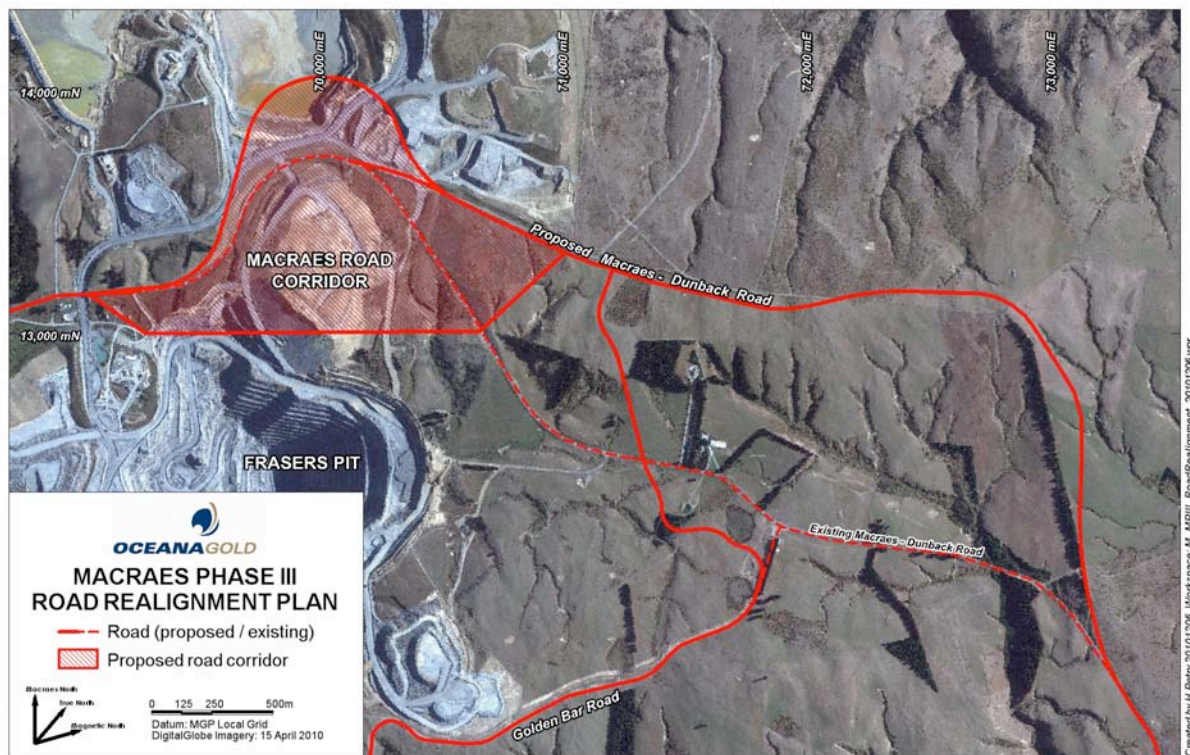 14,000 mN
70,000 mE
71,000 mE
72,000 mE
73,000 mE
MACRAES ROAD
CORRIDOR
Proposed Macraes - Dunback Road
13,000 mN
FRASERS PIT
Existing Macraes - Dunback Road
Golden Bar Road
OCEANAGOLD
MACRAES PHASE III
ROAD REALIGNMENT PLAN
Road (proposed / existing)
Proposed road corridor
Macraes North
True North
Magnetic North
0 125 250 500m
Datum: MGP Local Grid
DigitalGlobe Imagery: 15 April 2010